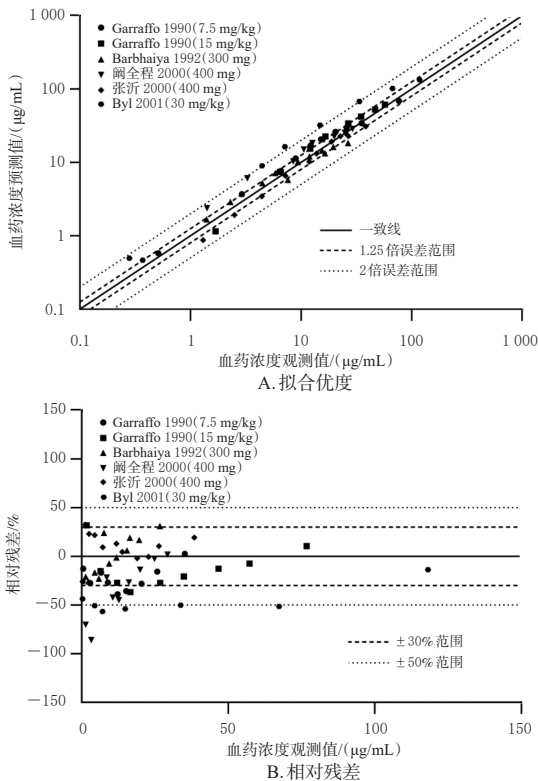 1 000
100
10
1
0.1
血药浓度预测值/(μg/mL)
Garraffo 1990(7.5 mg/kg)
Garraffo 1990(15 mg/kg)
Barbhaiya 1992(300 mg)
阚全程 2000(400 mg)
张沂 2000(400 mg)
Byl 2001(30 mg/kg)
一致线
1.25倍误差范围
2倍误差范围
0.1
1
10
100
1 000
血药浓度观测值/(μg/mL)
A.拟合优度
150
100
50
0
−50
−100
−150
相对残差/%
Garraffo 1990(7.5 mg/kg)
Garraffo 1990(15 mg/kg)
Barbhaiya 1992(300 mg)
阚全程 2000(400 mg)
张沂 2000(400 mg)
Byl 2001(30 mg/kg)
±30%范围
±50%范围
0
50
100
150
血药浓度观测值/(μg/mL)
B.相对残差